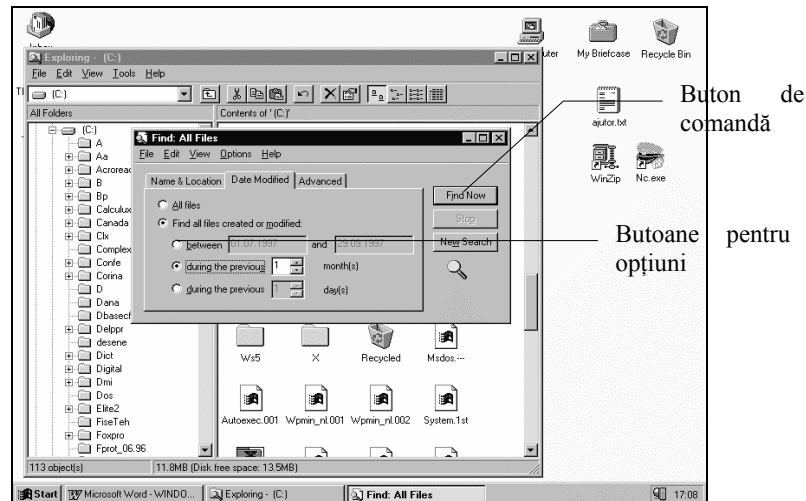 Inbox
uter
My Briefcase
Recycle Bin
Exploring - (C:)
File Edit View Tools Help
(C:)
All Folders
Contents of '(C:)'
(C:)
A
Aa
Acroread
B
Bp
Calculux
Canada
Clx
Complex
Confe
Corina
D
Dana
Dbasecf
Delppr
desene
Dict
Digital
Dmi
Dos
Elite2
FiseTeh
Foxpro
Fprot_06.96
Find: All Files
File Edit View Options Help
Name & Location
Date Modified
Advanced
All files
Find all files created or modified:
between 01.07.1997 and 29.09.1997
during the previous 1 month(s)
during the previous 1 day(s)
Find Now
Stop
New Search
Ws5
X
Recycled
Msdos.---
Autoexec.001
Wpmin_nl.001
Wpmin_nl.002
System.1st
113 object(s)
11.8MB (Disk free space: 13.5MB)
ajutor.txt
WinZip
Nc.exe
Buton de
comandă
Butoane pentru
opțiuni
Start
Microsoft Word - WINDO...
Exploring - (C:)
Find: All Files
17:08